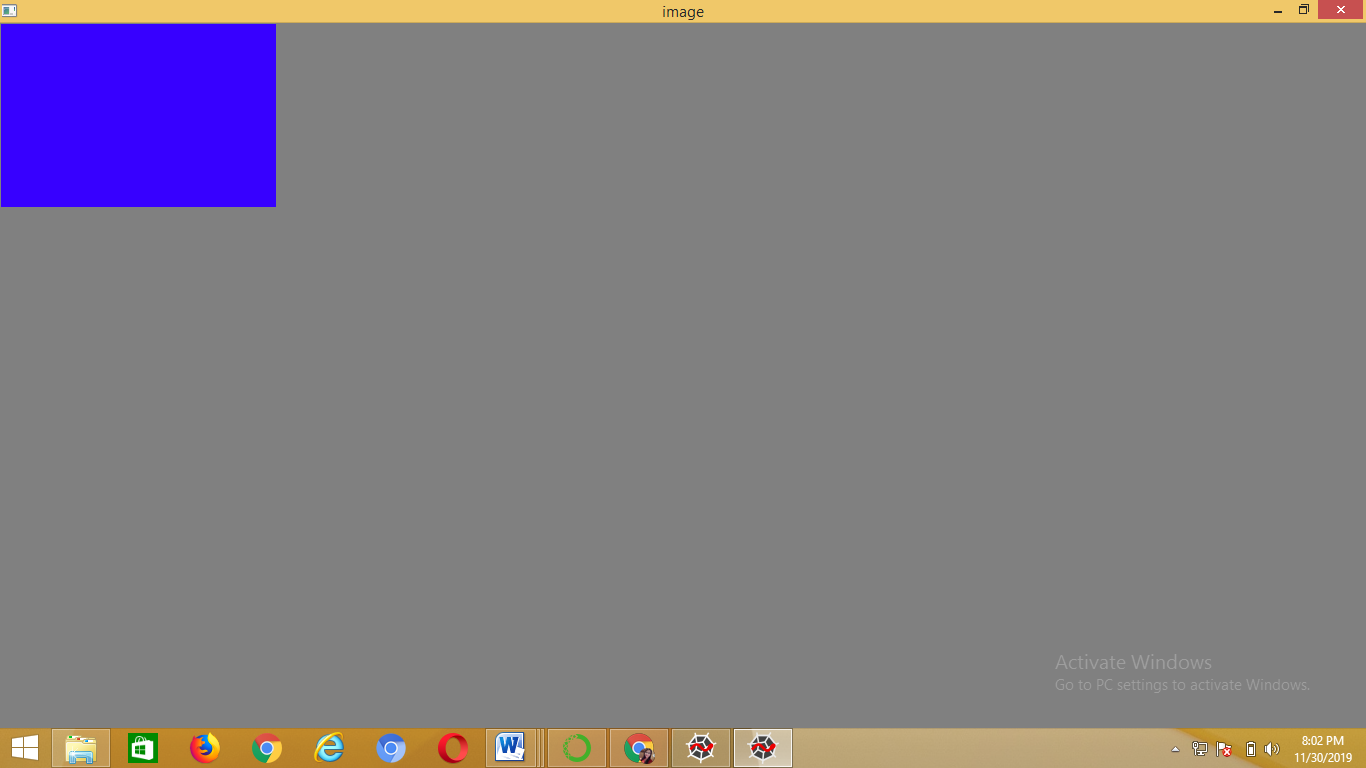 image
Activate Windows
Go to PC settings to activate Windows.
8:02 PM
11/30/2019